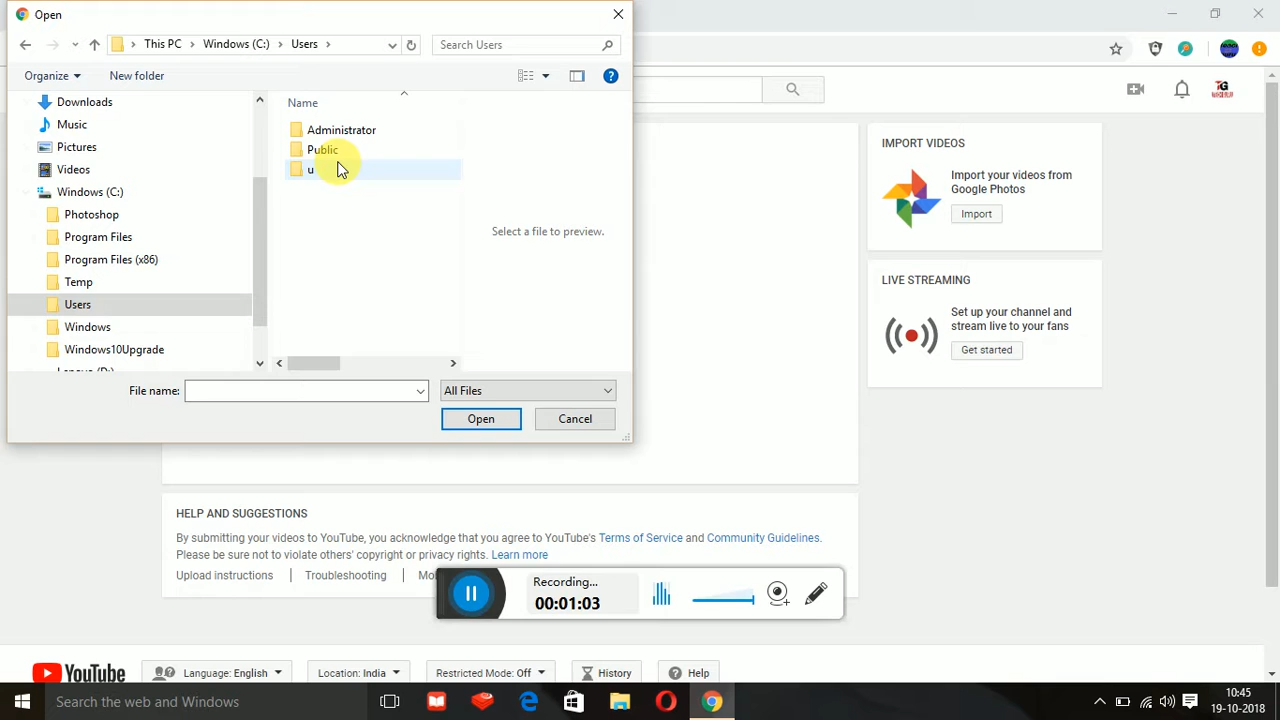 Open
This PC > Windows (C:) > Users >
Search Users
Organize
New folder
Downloads
Music
Pictures
Videos
Windows (C:)
Photoshop
Program Files
Program Files (x86)
Temp
Users
Windows
Windows10Upgrade
Name
Administrator
Public
u
Select a file to preview.
File name:
All Files
Open
Cancel
IMPORT VIDEOS
Import your videos from
Google Photos
Import
LIVE STREAMING
Set up your channel and
stream live to your fans
Get started
HELP AND SUGGESTIONS
By submitting your videos to YouTube, you acknowledge that you agree to YouTube's Terms of Service and Community Guidelines.
Please be sure not to violate others' copyright or privacy rights. Learn more
Upload instructions | Troubleshooting |
Recording...
00:01:03
YouTube
Language: English
Location: India
Restricted Mode: Off
History
Help
Search the web and Windows
10:45
19-10-2018